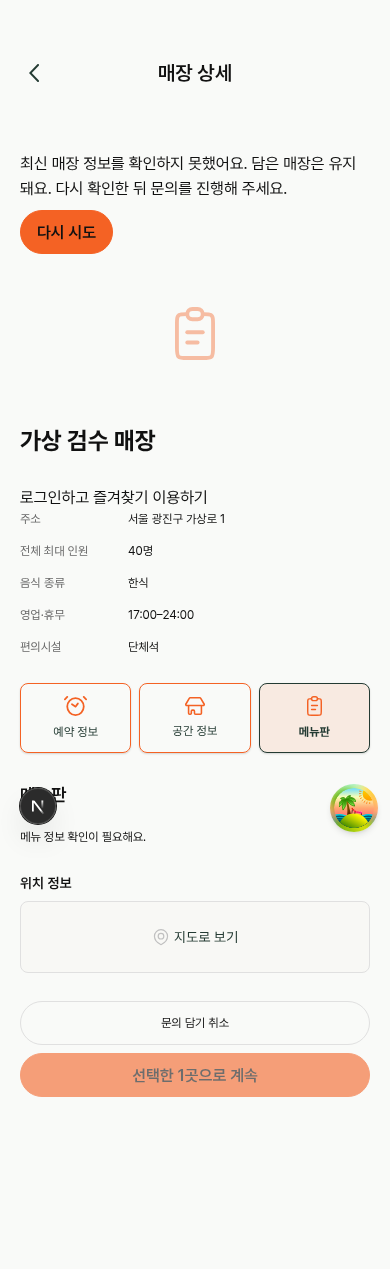 매장 상세
최신 매장 정보를 확인하지 못했어요. 담은 매장은 유지
돼요. 다시 확인한 뒤 문의를 진행해 주세요.
다시 시도
가상 검수 매장
로그인하고 즐겨찾기 이용하기
주소 서울 광진구 가상로 1
전체 최대 인원 40명
음식 종류 한식
영업·휴무 17:00–24:00
편의시설 단체석
예약 정보 공간 정보 메뉴판
N
메뉴 정보 확인이 필요해요.
위치 정보
지도로 보기
문의 담기 취소
선택한 1곳으로 계속